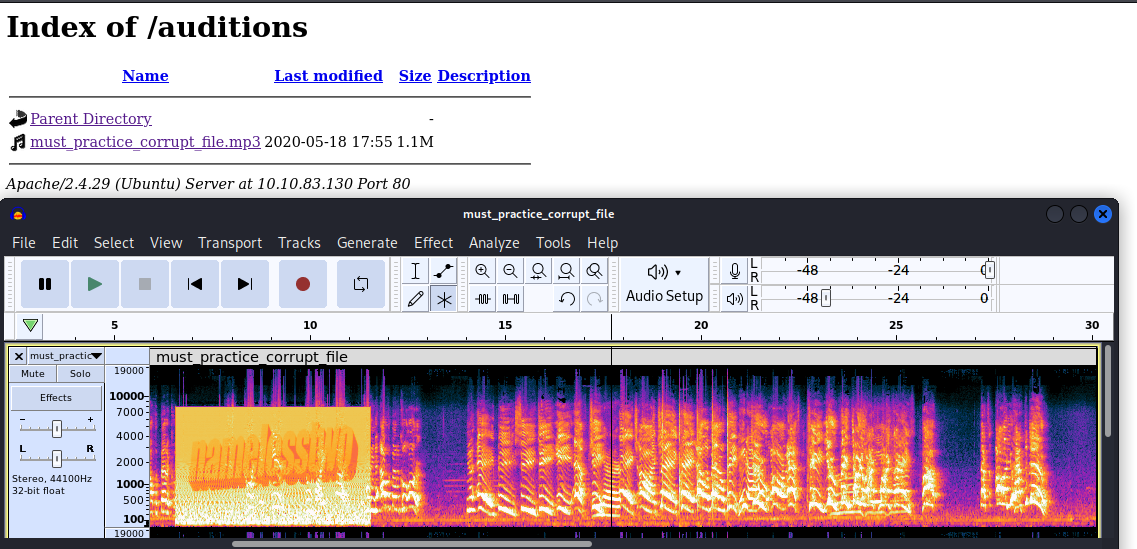 Index of /auditions
Name Last modified Size Description
Parent Directory -
must_practice_corrupt_file.mp3 2020-05-18 17:55 1.1M
Apache/2.4.29 (Ubuntu) Server at 10.10.83.130 Port 80
must_practice_corrupt_file
File Edit Select View Transport Tracks Generate Effect Analyze Tools Help
L R -48 -24 0
Audio Setup
L R -48 -24 0
5 10 15 20 25 30
must_practic
must_practice_corrupt_file
Mute Solo
Effects
- +
L R
Stereo, 44100Hz
32-bit float
19000
10000
7000
4000
2000
1000
500
100
19000